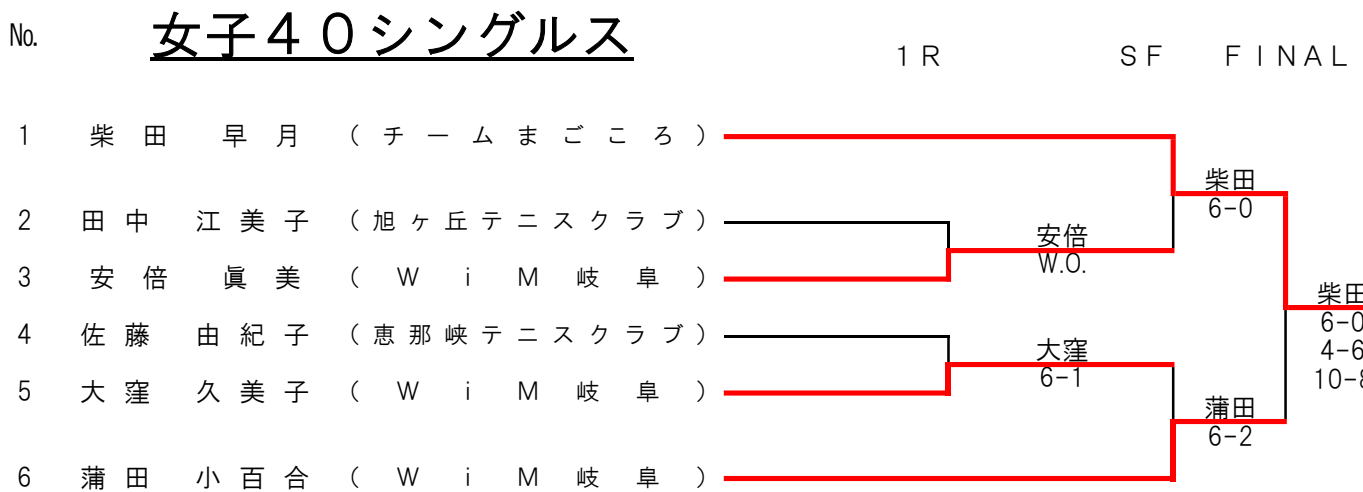 No. 女子４０シングルス
１Ｒ ＳＦ ＦＩＮＡＬ
1 柴田 早月 （チームまごころ）
柴田
6-0
2 田中 江美子 （旭ヶ丘テニスクラブ）
安倍
W.O.
3 安倍 眞美 （ＷｉＭ岐阜）
柴田
6-0
4-6
10-8
4 佐藤 由紀子 （恵那峡テニスクラブ）
大窪
6-1
5 大窪 久美子 （ＷｉＭ岐阜）
蒲田
6-2
6 蒲田 小百合 （ＷｉＭ岐阜）